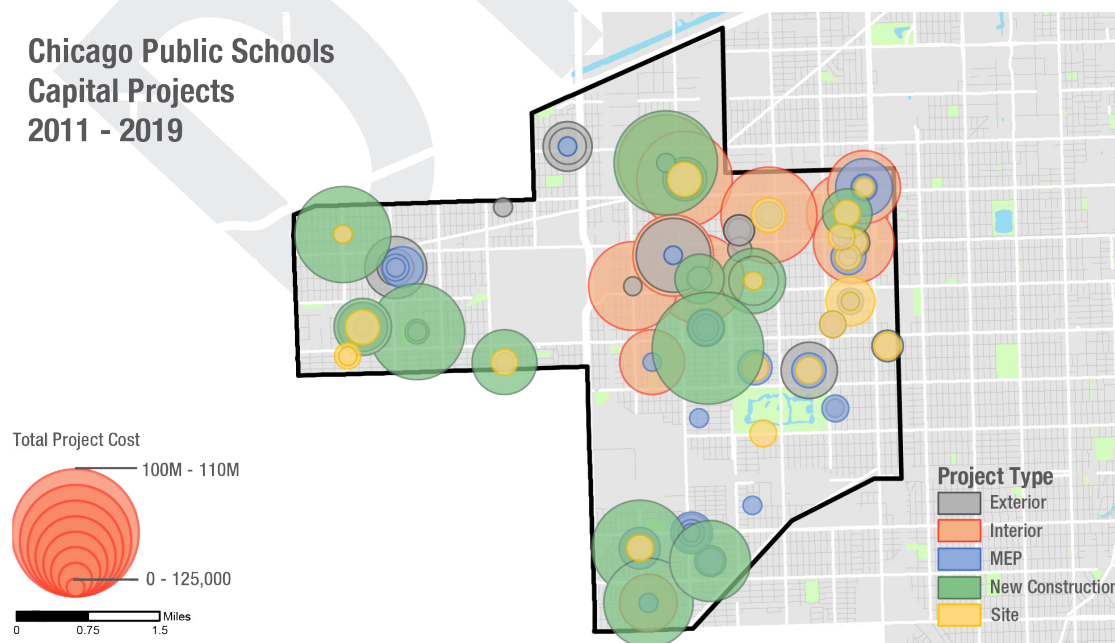 Chicago Public Schools
Capital Projects
2011 - 2019
Total Project Cost
100M - 110M
0 - 125,000
Miles
0 0.75 1.5
Project Type
Exterior
Interior
MEP
New Construction
Site